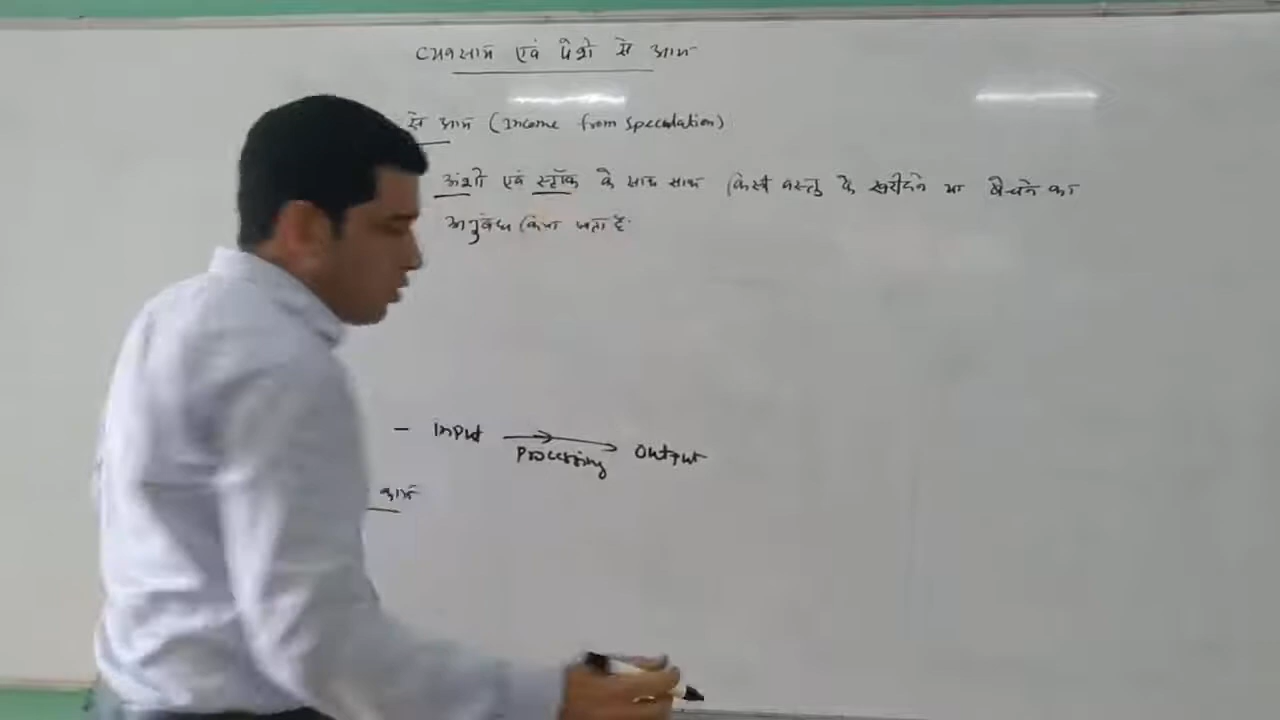 व्यवसाय एवं पेशे से आय
से आय (Income from Speculation)
अंशो एवं स्टॉक के साथ साथ किसी वस्तु के खरीदने या बेचने का
अनुबंध किया जाता है
- Input Processing Output
कार्य